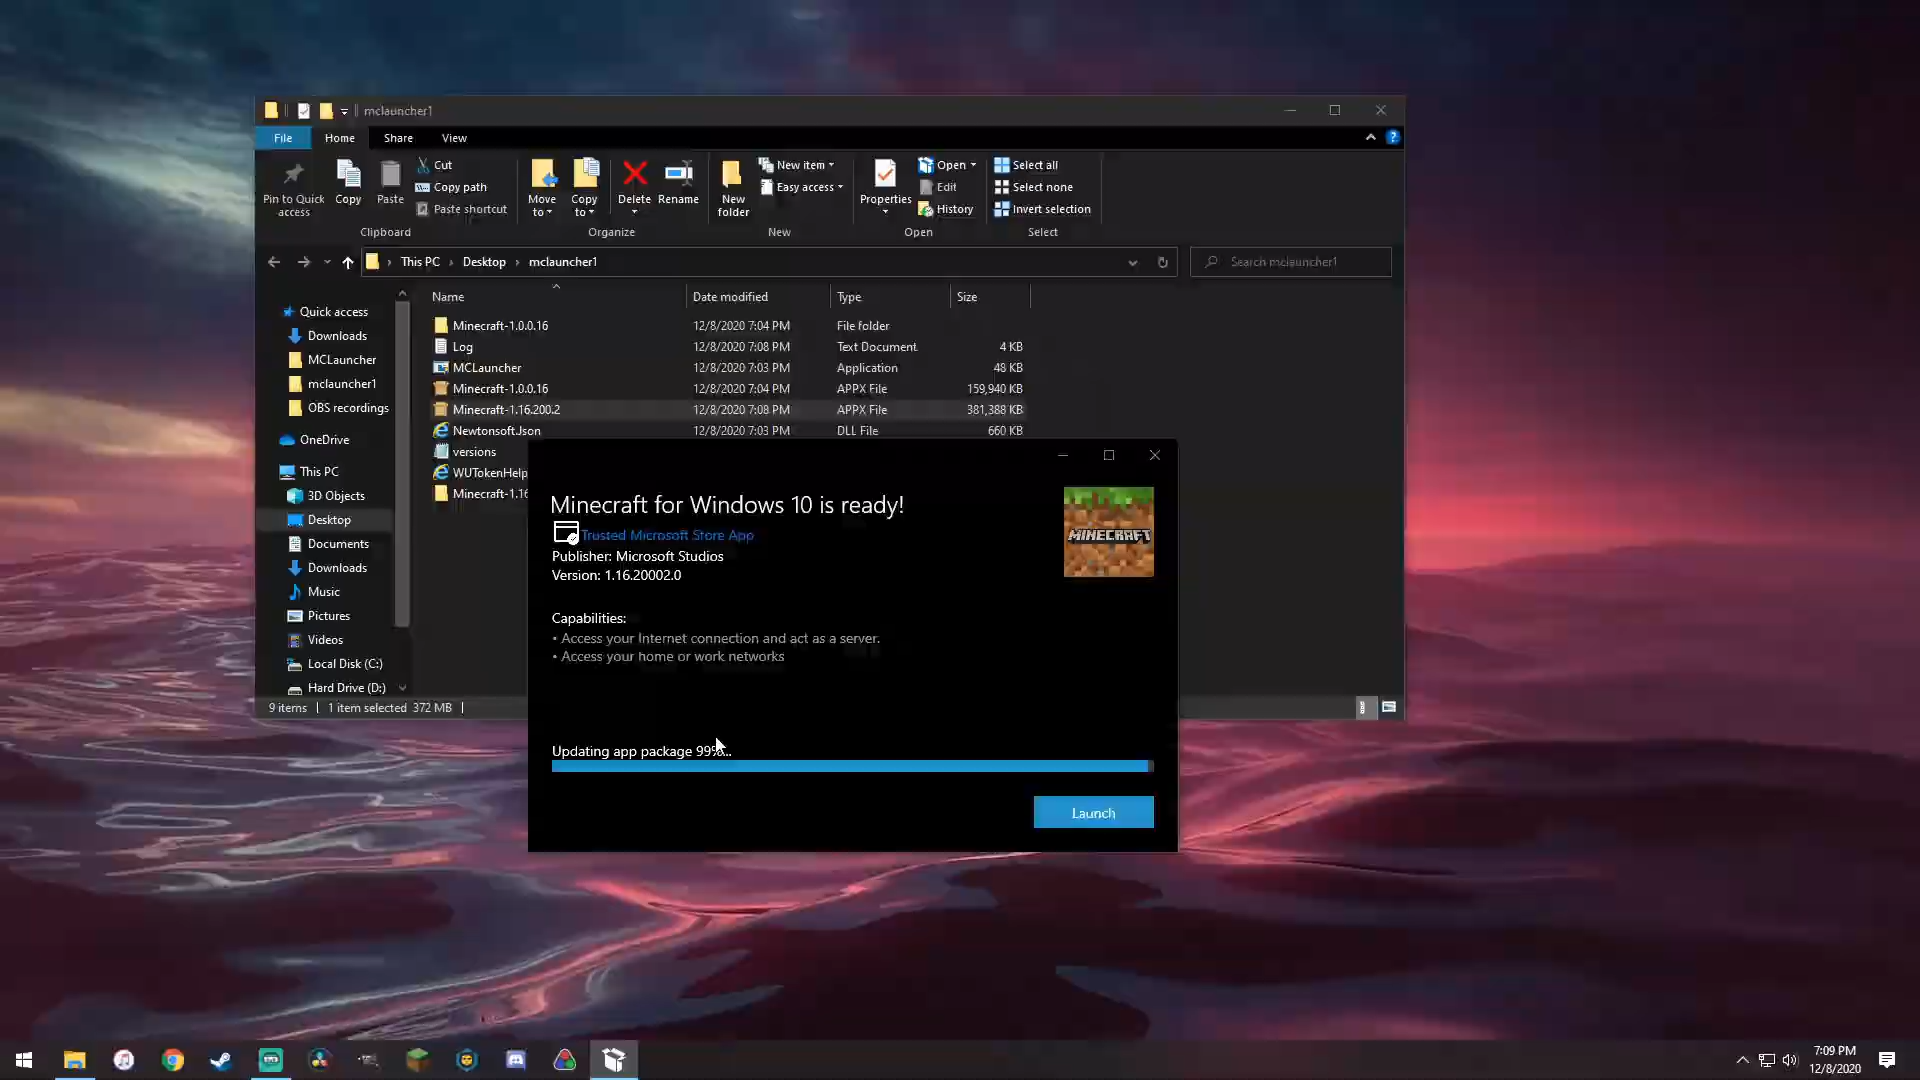 mclauncher1
File Home Share View
Pin to Quick access
Copy
Paste
Cut
Copy path
Paste shortcut
Move to
Copy to
Delete
Rename
New folder
New item
Easy access
Properties
Open
Edit
History
Select all
Select none
Invert selection
Clipboard Organize New Open Select
This PC › Desktop › mclauncher1
Search mclauncher1
Name Date modified Type Size
Quick access
Downloads
MCLauncher
mclauncher1
OBS recordings
OneDrive
This PC
3D Objects
Desktop
Documents
Downloads
Music
Pictures
Videos
Local Disk (C:)
Hard Drive (D:)
Minecraft-1.0.0.16 12/8/2020 7:04 PM File folder
Log 12/8/2020 7:08 PM Text Document 4 KB
MCLauncher 12/8/2020 7:03 PM Application 48 KB
Minecraft-1.0.0.16 12/8/2020 7:04 PM APPX File 159,940 KB
Minecraft-1.16.200.2 12/8/2020 7:08 PM APPX File 381,388 KB
Newtonsoft.Json 12/8/2020 7:03 PM DLL File 660 KB
versions
WUTokenHelp
Minecraft-1.16
9 items 1 item selected 372 MB
Minecraft for Windows 10 is ready!
Trusted Microsoft Store App
Publisher: Microsoft Studios
Version: 1.16.20002.0
MINECRAFT
Capabilities:
• Access your Internet connection and act as a server.
• Access your home or work networks
Updating app package 99%...
Launch
7:09 PM
12/8/2020